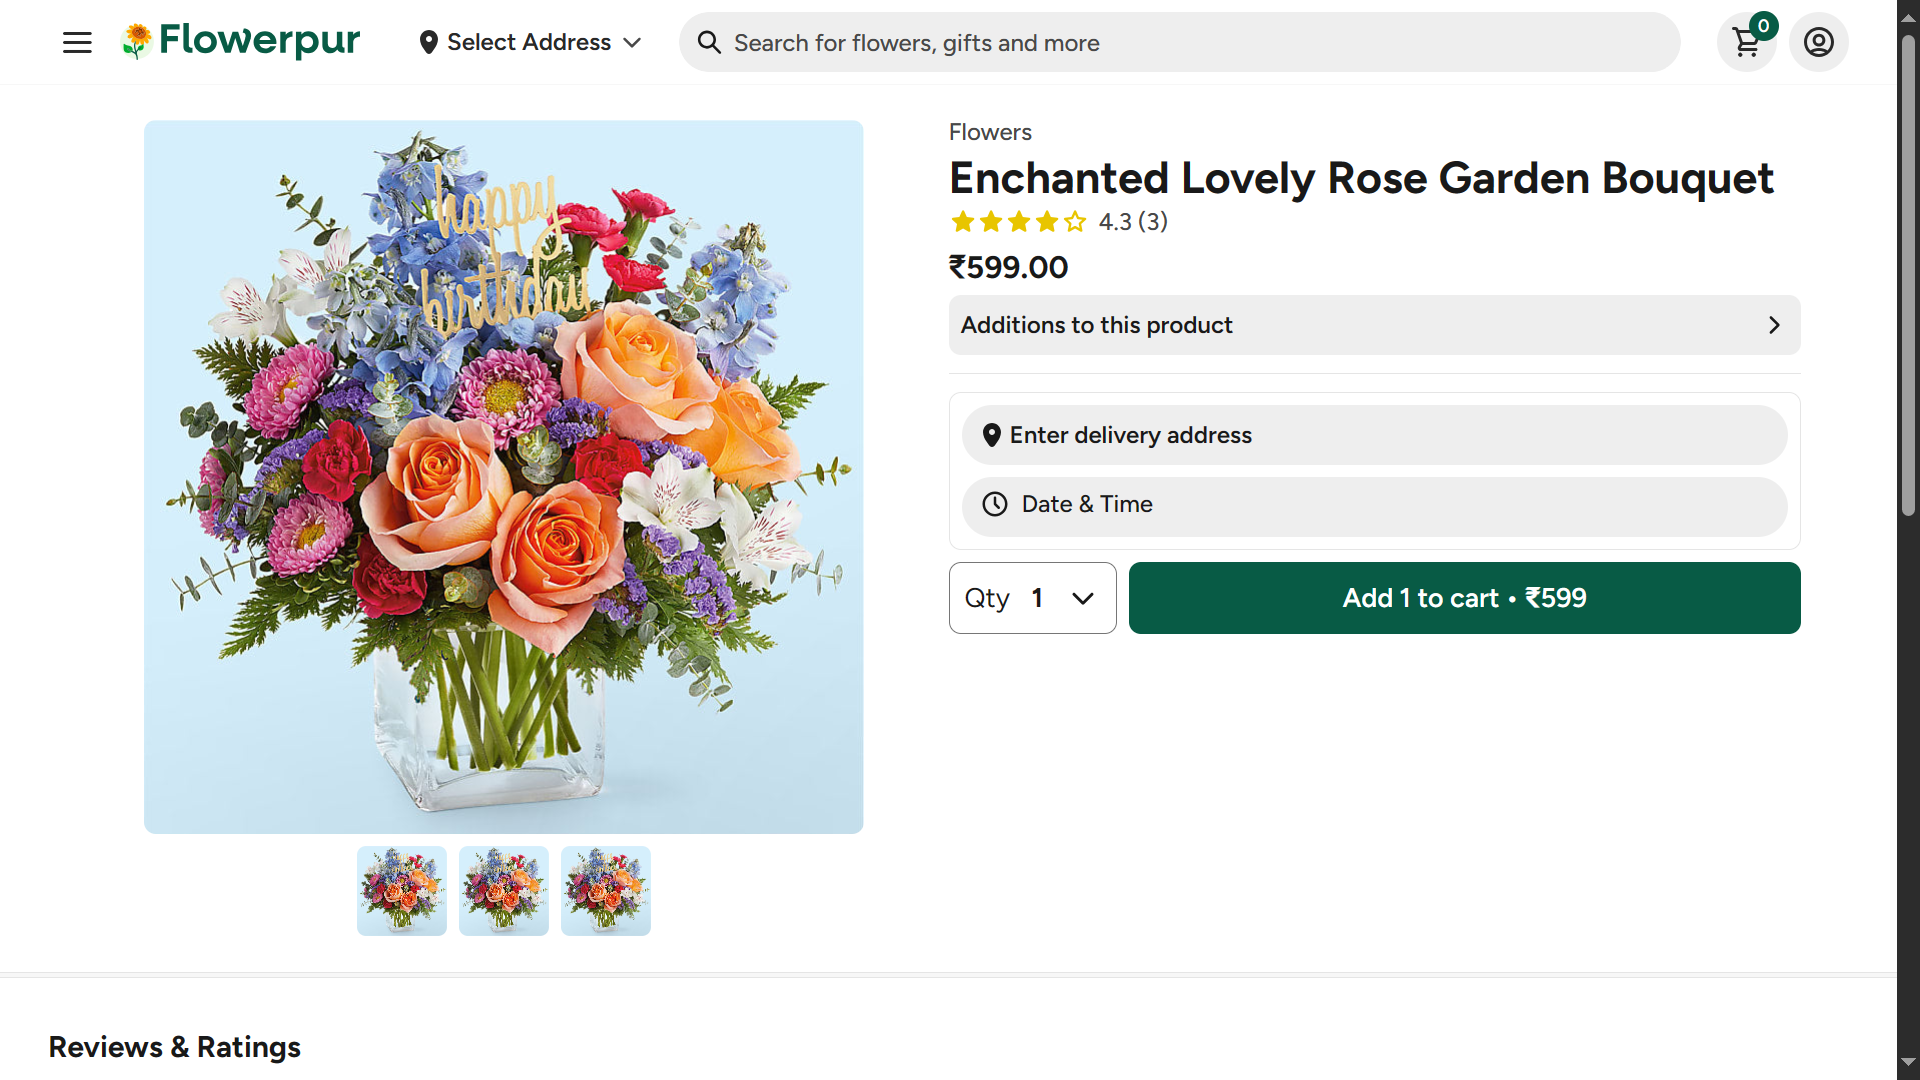 Flowerpur
Select Address
Search for flowers, gifts and more
0
happy
birthday
Flowers
Enchanted Lovely Rose Garden Bouquet
4.3 (3)
₹599.00
Additions to this product
Enter delivery address
Date & Time
Qty 1
Add 1 to cart • ₹599
Reviews & Ratings